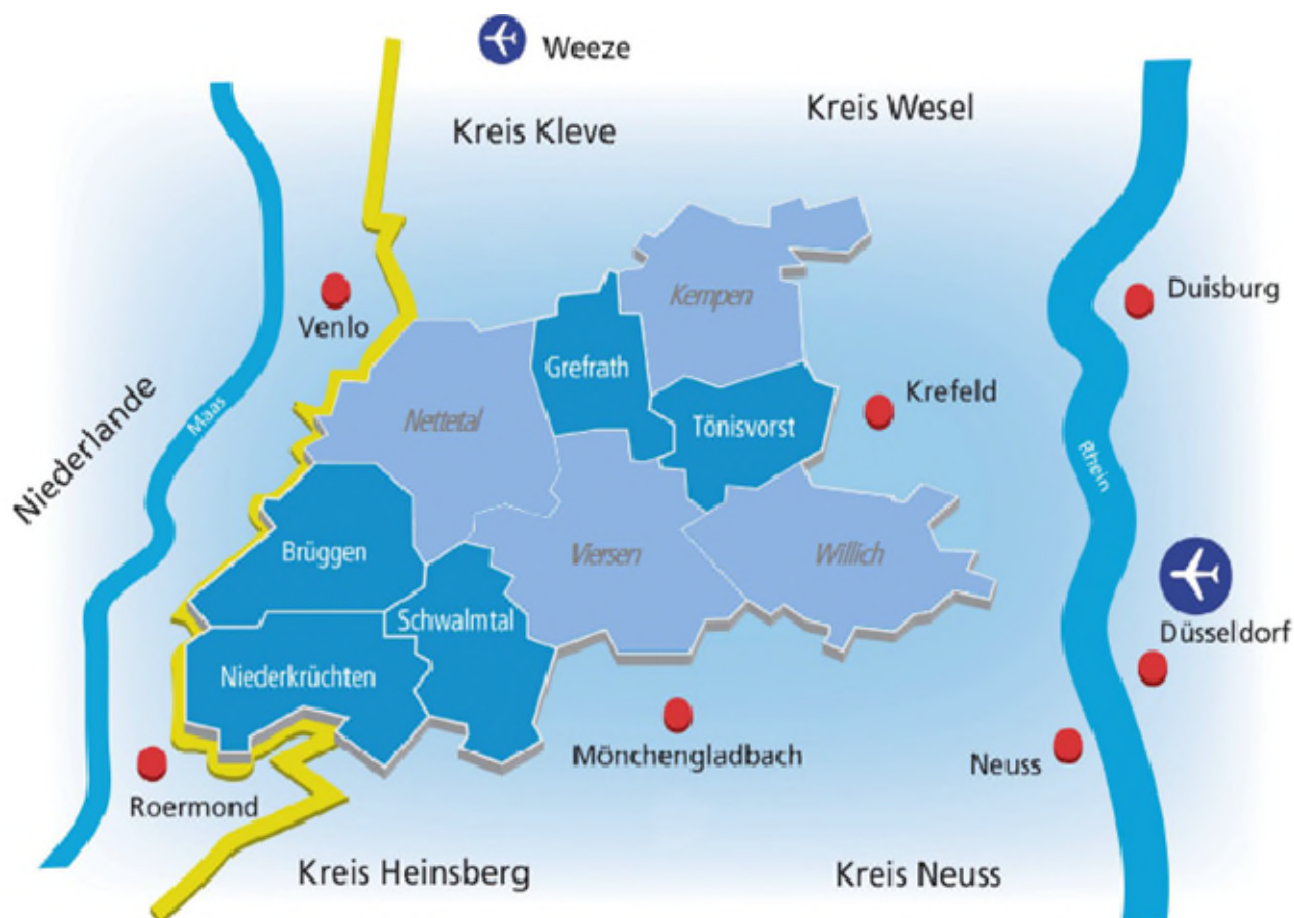 Weeze
Kreis Wesel
Kreis Kleve
Kempen
Duisburg
Venlo
Grefrath
Krefeld
Niederlande
Maas
Nettetal
Tönisvorst
Rhein
Brüggen
Viersen
Willich
Schwalmtal
Düsseldorf
Niederkrüchten
Mönchengladbach
Neuss
Roermond
Kreis Heinsberg
Kreis Neuss